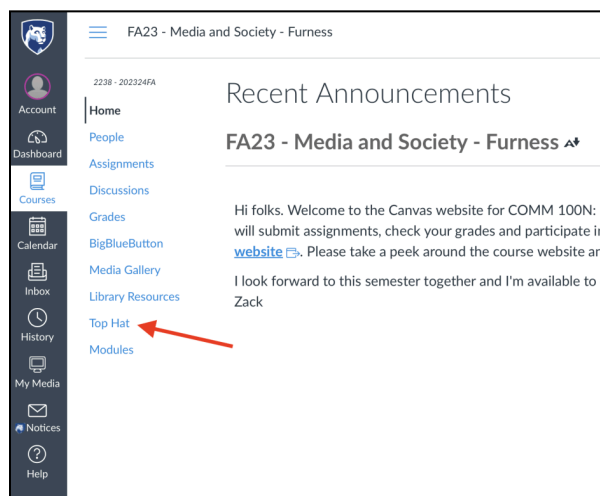 FA23 - Media and Society - Furness
Account
Dashboard
Courses
Calendar
Inbox
History
My Media
Notices
Help
2238 - 202324FA
Home
People
Assignments
Discussions
Grades
BigBlueButton
Media Gallery
Library Resources
Top Hat
Modules
Recent Announcements
FA23 - Media and Society - Furness
Hi folks. Welcome to the Canvas website for COMM 100N:
will submit assignments, check your grades and participate i
website. Please take a peek around the course website a
I look forward to this semester together and I'm available to
Zack